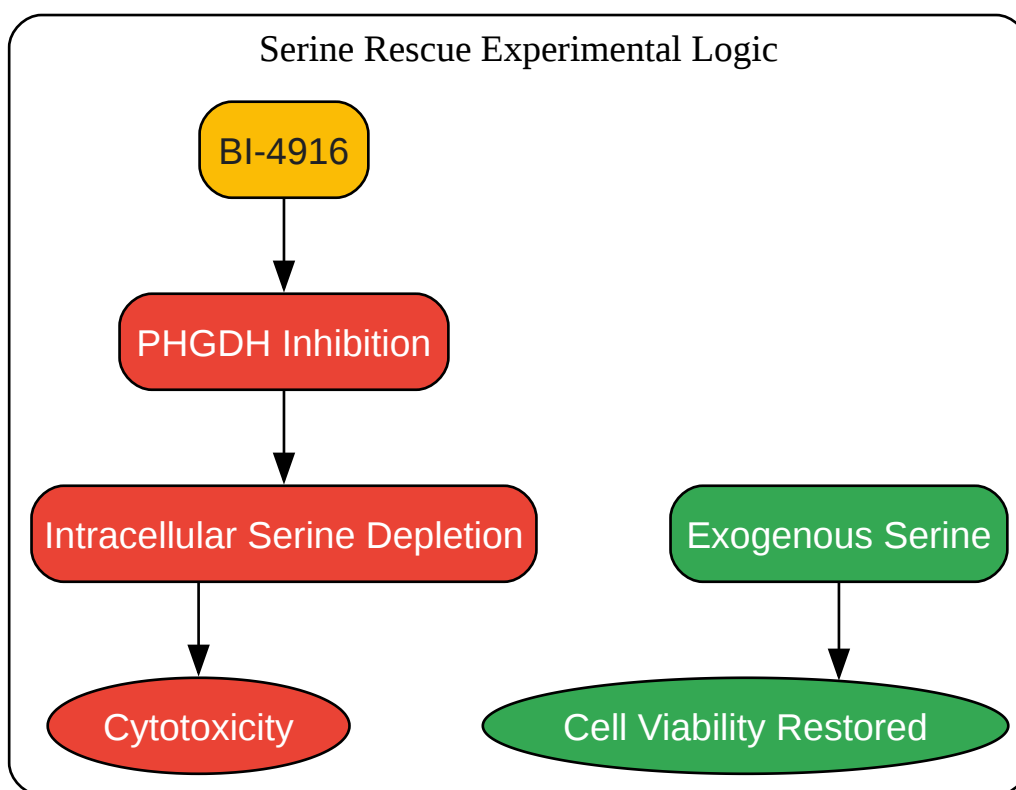 Serine Rescue Experimental Logic
BI-4916
PHGDH Inhibition
Intracellular Serine Depletion
Exogenous Serine
Cytotoxicity
Cell Viability Restored